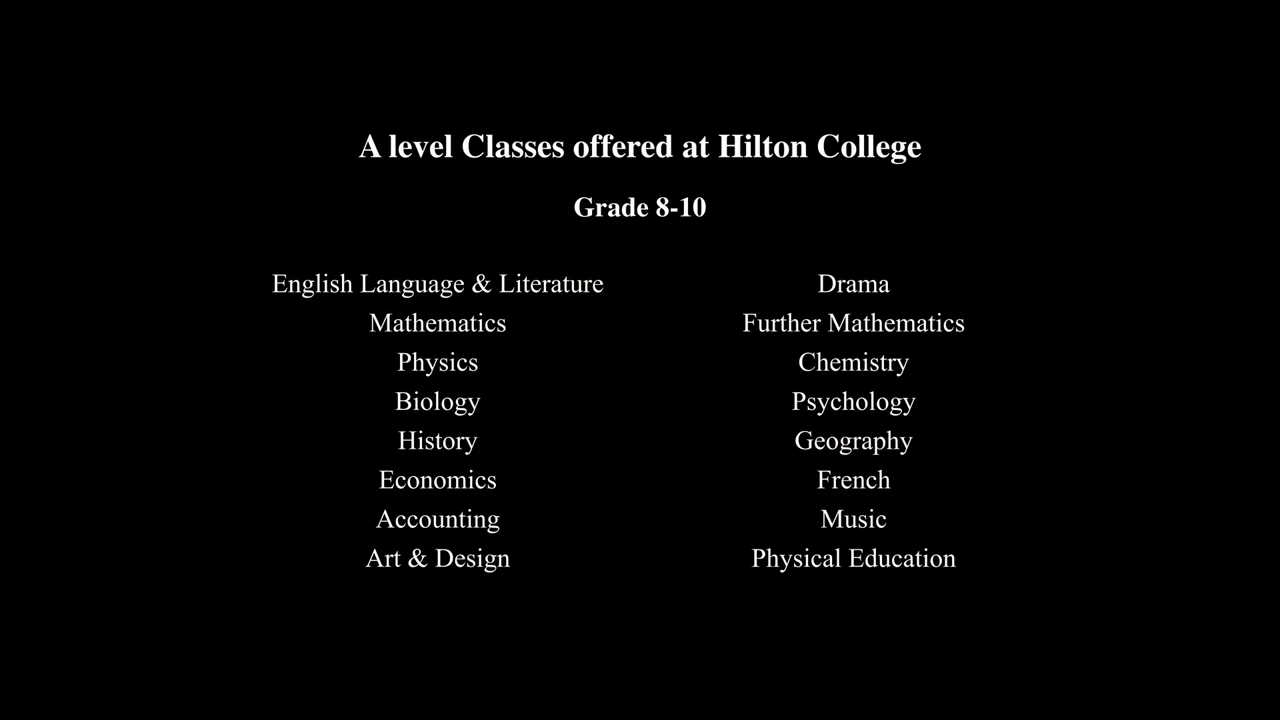 A level Classes offered at Hilton College
Grade 8-10
English Language & Literature
Drama
Mathematics
Further Mathematics
Physics
Chemistry
Biology
Psychology
History
Geography
Economics
French
Accounting
Music
Art & Design
Physical Education